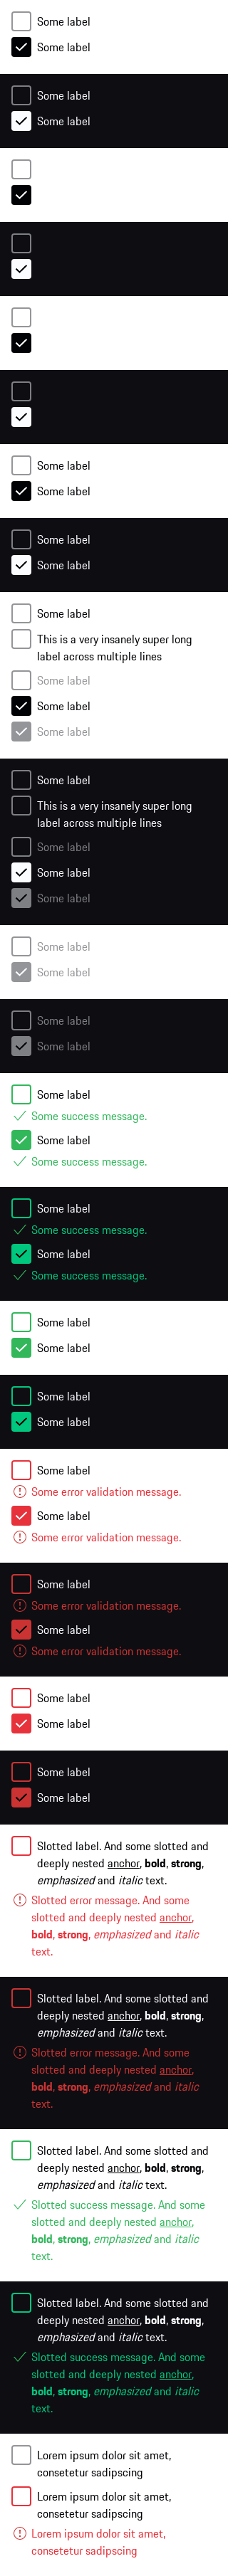 Some label
Some label
Some label
Some label
Some label
Some label
Some label
Some label
Some label
This is a very insanely super long
label across multiple lines
Some label
Some label
Some label
Some label
This is a very insanely super long
label across multiple lines
Some label
Some label
Some label
Some label
Some label
Some label
Some label
Some label
Some success message.
Some label
Some success message.
Some label
Some success message.
Some label
Some success message.
Some label
Some label
Some label
Some label
Some label
Some error validation message.
Some label
Some error validation message.
Some label
Some error validation message.
Some label
Some error validation message.
Some label
Some label
Some label
Some label
Slotted label. And some slotted and
deeply nested anchor, bold, strong,
emphasized and italic text.
Slotted error message. And some
slotted and deeply nested anchor,
bold, strong, emphasized and italic
text.
Slotted label. And some slotted and
deeply nested anchor, bold, strong,
emphasized and italic text.
Slotted error message. And some
slotted and deeply nested anchor,
bold, strong, emphasized and italic
text.
Slotted label. And some slotted and
deeply nested anchor, bold, strong,
emphasized and italic text.
Slotted success message. And some
slotted and deeply nested anchor,
bold, strong, emphasized and italic
text.
Slotted label. And some slotted and
deeply nested anchor, bold, strong,
emphasized and italic text.
Slotted success message. And some
slotted and deeply nested anchor,
bold, strong, emphasized and italic
text.
Lorem ipsum dolor sit amet,
consetetur sadipscing
Lorem ipsum dolor sit amet,
consetetur sadipscing
Lorem ipsum dolor sit amet,
consetetur sadipscing